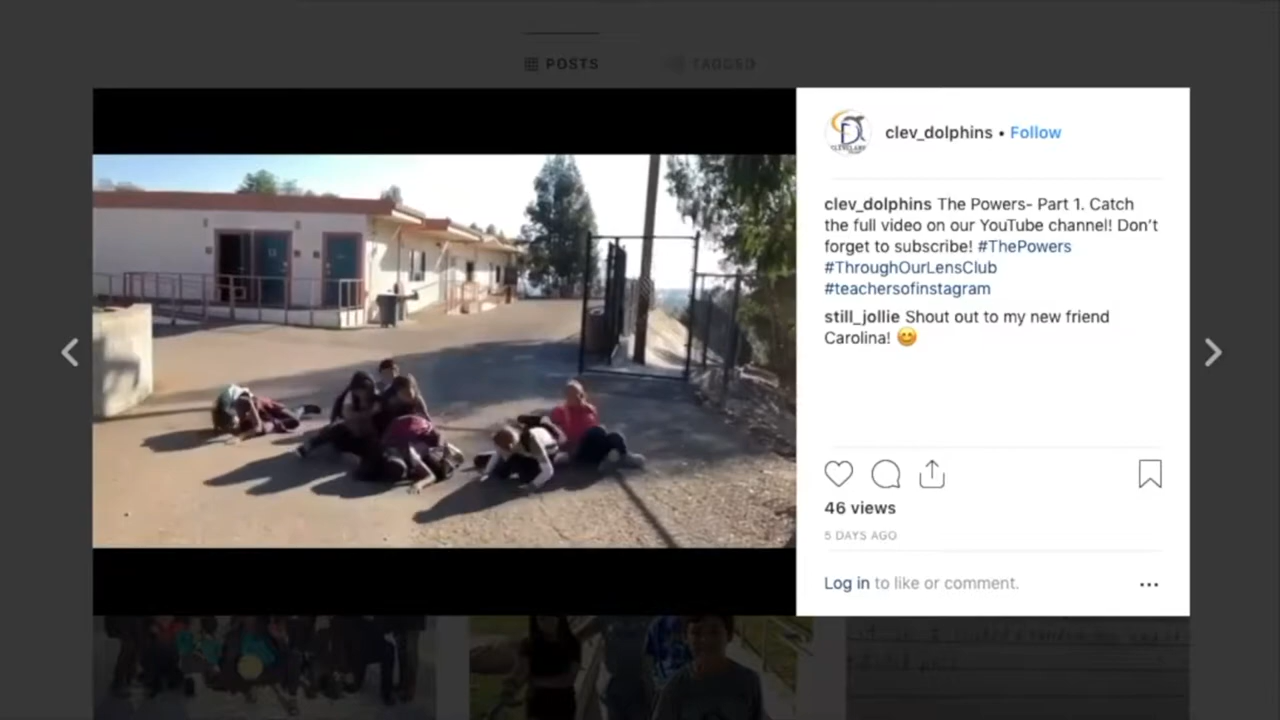 POSTS
TAGGED
clev_dolphins • Follow
clev_dolphins The Powers- Part 1. Catch
the full video on our YouTube channel! Don't
forget to subscribe! #ThePowers
#ThroughOurLensClub
#teachersofinstagram
still_jollie Shout out to my new friend
Carolina! 😊
46 views
5 DAYS AGO
Log in to like or comment.